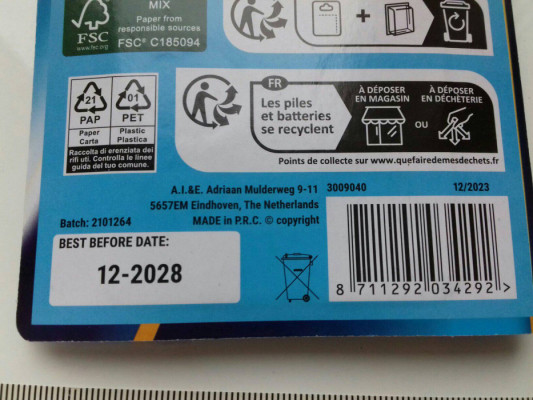 MIX
Paper from
responsible sources
FSC® C185094
FSC
www.fsc.org
+
21
PAP
01
PET
Paper
Carta
Plastic
Plastica
Raccolta di erenziata dei
rifi uti. Controlla le linee
guida del tuo comune.
FR
Les piles
et batteries
se recyclent
À DÉPOSER
EN MAGASIN
OU
À DÉPOSER
EN DÉCHÈTERIE
Points de collecte sur www.quefairedemesdechets.fr
A.I.&E. Adriaan Mulderweg 9-11
5657EM Eindhoven, The Netherlands
MADE in P.R.C. © copyright
3009040
12/2023
Batch: 2101264
BEST BEFORE DATE:
12-2028
8 711292 034292 >